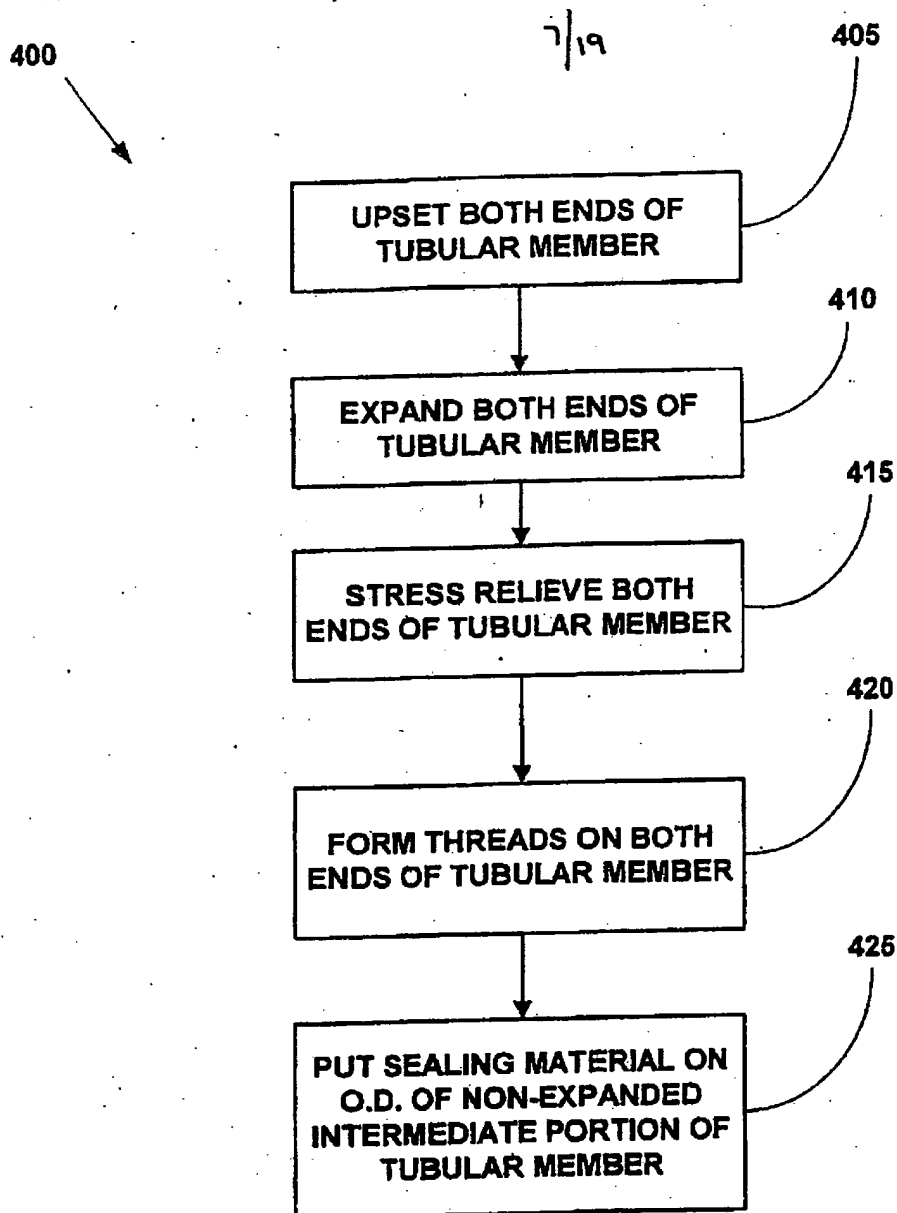 7/19
400
405
UPSET BOTH ENDS OF
TUBULAR MEMBER
410
EXPAND BOTH ENDS OF
TUBULAR MEMBER
415
STRESS RELIEVE BOTH
ENDS OF TUBULAR MEMBER
420
FORM THREADS ON BOTH
ENDS OF TUBULAR MEMBER
425
PUT SEALING MATERIAL ON
O.D. OF NON-EXPANDED
INTERMEDIATE PORTION OF
TUBULAR MEMBER